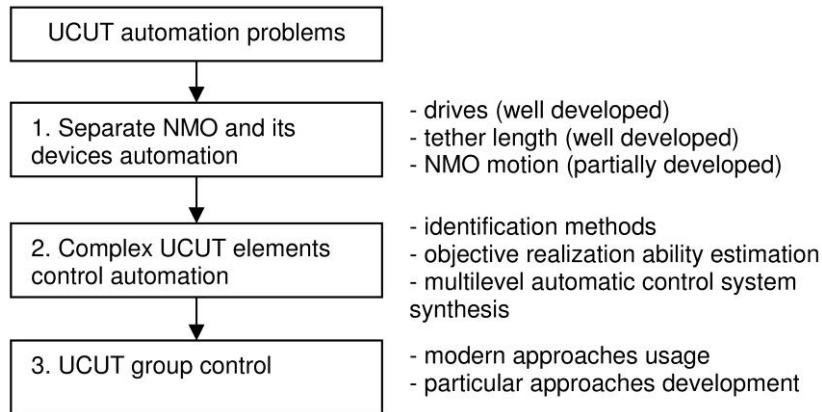 UCUT automation problems
1. Separate NMO and its
devices automation
- drives (well developed)
- tether length (well developed)
- NMO motion (partially developed)
2. Complex UCUT elements
control automation
- identification methods
- objective realization ability estimation
- multilevel automatic control system
synthesis
3. UCUT group control
- modern approaches usage
- particular approaches development